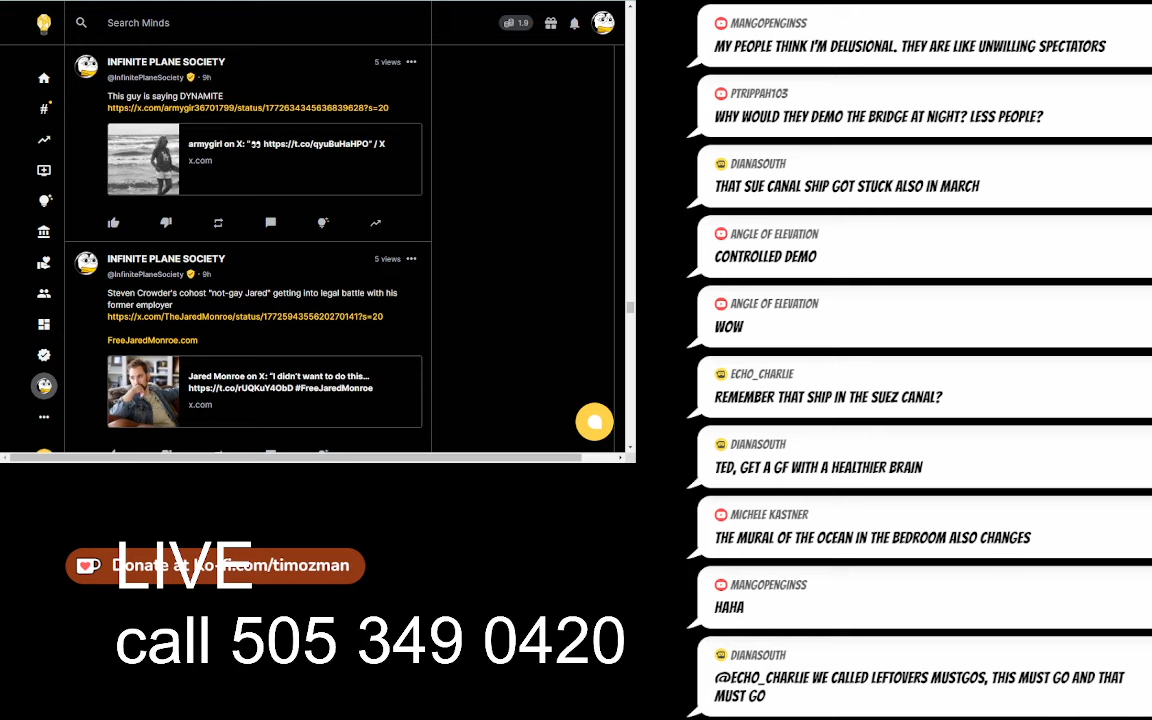 Search Minds
1.9
INFINITE PLANE SOCIETY
5 views
@InfinitePlaneSociety · 9h
This guy is saying DYNAMITE
https://x.com/armygir36701799/status/1772634345636839628?s=20
armygirl on X: "👀 https://t.co/qyuBuHaHPO" / X
x.com
INFINITE PLANE SOCIETY
5 views
@InfinitePlaneSociety · 9h
Steven Crowder's cohost "not-gay Jared" getting into legal battle with his
former employer
https://x.com/TheJaredMonroe/status/1772594355620270141?s=20
FreeJaredMonroe.com
Jared Monroe on X: "I didn't want to do this...
https://t.co/rUQKuY4ObD #FreeJaredMonroe
x.com
LIVE
Donate at ko-fi.com/timozman
call 505 349 0420
MANGOPENGINSS
MY PEOPLE THINK I'M DELUSIONAL. THEY ARE LIKE UNWILLING SPECTATORS
PTRIPPAH103
WHY WOULD THEY DEMO THE BRIDGE AT NIGHT? LESS PEOPLE?
DIANASOUTH
THAT SUE CANAL SHIP GOT STUCK ALSO IN MARCH
ANGLE OF ELEVATION
CONTROLLED DEMO
ANGLE OF ELEVATION
WOW
ECHO_CHARLIE
REMEMBER THAT SHIP IN THE SUEZ CANAL?
DIANASOUTH
TED, GET A GF WITH A HEALTHIER BRAIN
MICHELE KASTNER
THE MURAL OF THE OCEAN IN THE BEDROOM ALSO CHANGES
MANGOPENGINSS
HAHA
DIANASOUTH
@ECHO_CHARLIE WE CALLED LEFTOVERS MUSTGOS, THIS MUST GO AND THAT
MUST GO